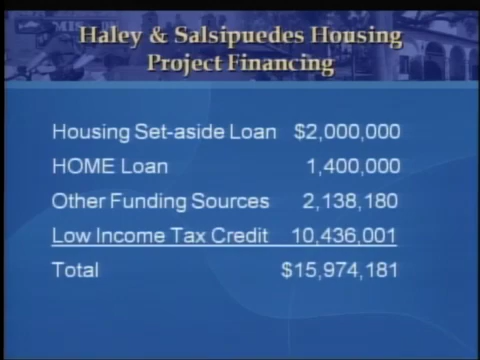 Haley & Salsipuedes Housing
Project Financing
Housing Set-aside Loan $2,000,000
HOME Loan 1,400,000
Other Funding Sources 2,138,180
Low Income Tax Credit 10,436,001
Total $15,974,181